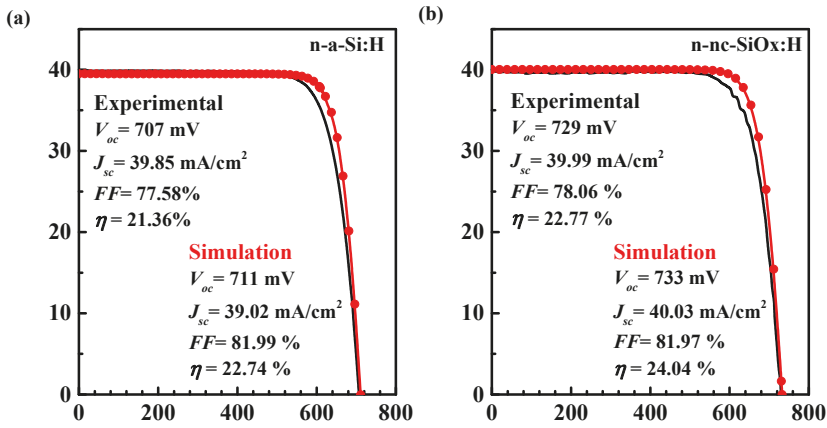 (a)
n-a-Si:H
40
30
20
10
0
Experimental
Voc= 707 mV
Jsc= 39.85 mA/cm²
FF= 77.58%
η = 21.36%
Simulation
Voc= 711 mV
Jsc= 39.02 mA/cm²
FF= 81.99 %
η = 22.74 %
0 200 400 600 800
(b)
n-nc-SiOx:H
40
30
20
10
0
Experimental
Voc= 729 mV
Jsc= 39.99 mA/cm²
FF= 78.06 %
η = 22.77 %
Simulation
Voc= 733 mV
Jsc= 40.03 mA/cm²
FF= 81.97 %
η = 24.04 %
0 200 400 600 800